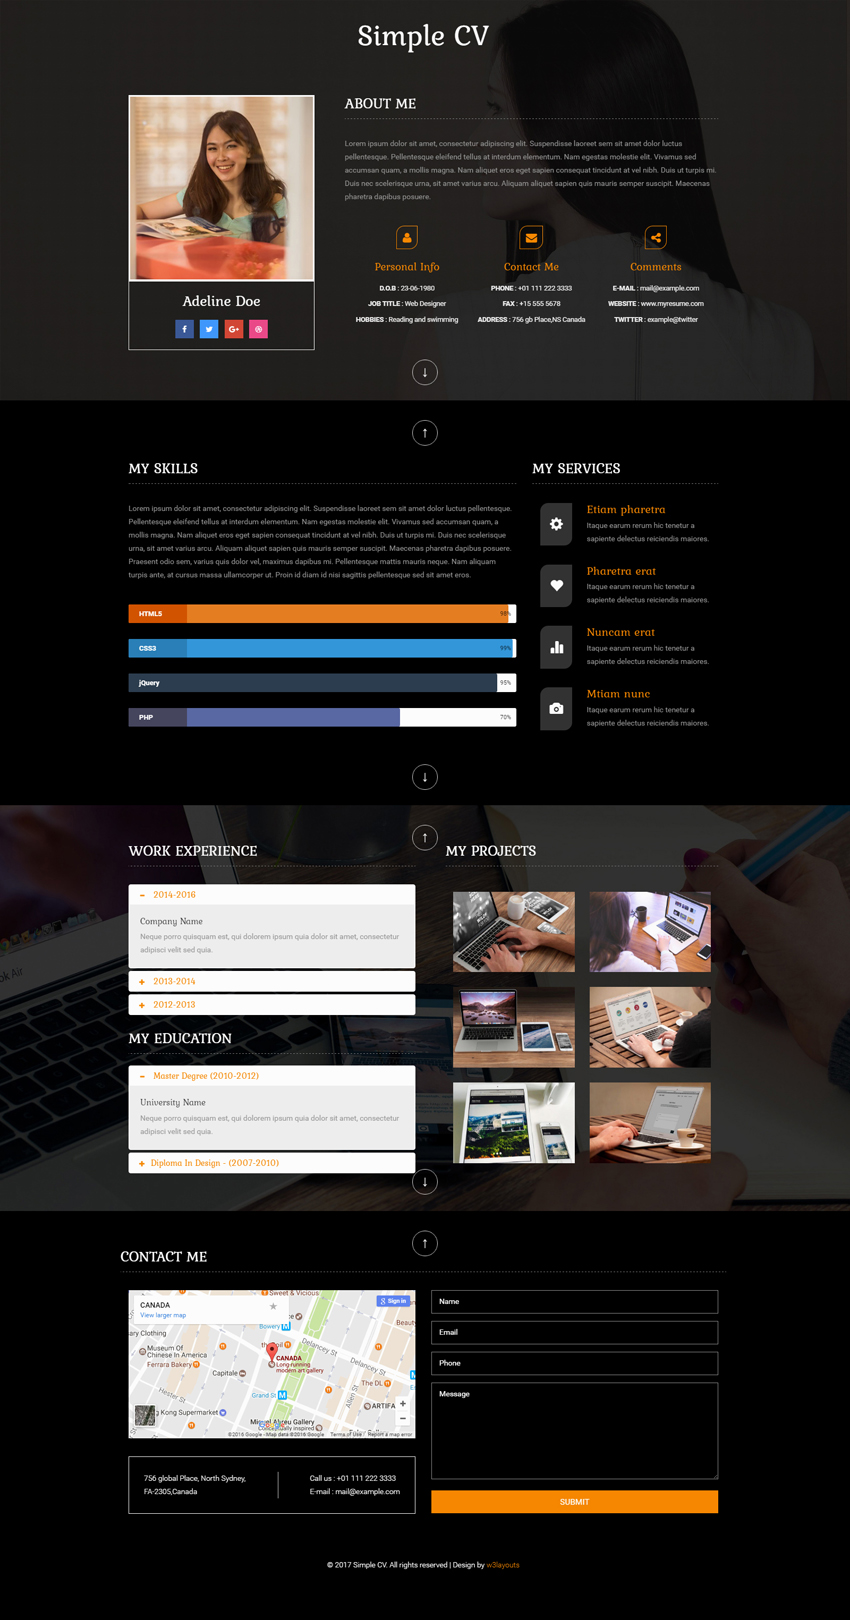 Simple CV
ABOUT ME
Lorem ipsum dolor sit amet, consectetur adipiscing elit. Suspendisse laoreet sem sit amet dolor luctus
pellentesque. Pellentesque eleifend tellus at interdum elementum. Nam egestas molestie elit. Vivamus sed
accumsan quam, a mollis magna. Nam aliquet eros eget sapien consequat tincidunt at vel nibh. Duis ut turpis mi.
Duis nec scelerisque urna, sit amet varius arcu. Aliquam aliquet sapien quis mauris semper suscipit. Maecenas
pharetra dapibus posuere.
Adeline Doe
Personal Info
D.O.B : 23-06-1980
JOB TITLE : Web Designer
HOBBIES : Reading and swimming
Contact Me
PHONE : +01 111 222 3333
FAX : +15 555 5678
ADDRESS : 756 gb Place,NS Canada
Comments
E-MAIL : mail@example.com
WEBSITE : www.myresume.com
TWITTER : example@twitter
MY SKILLS
Lorem ipsum dolor sit amet, consectetur adipiscing elit. Suspendisse laoreet sem sit amet dolor luctus pellentesque.
Pellentesque eleifend tellus at interdum elementum. Nam egestas molestie elit. Vivamus sed accumsan quam, a
mollis magna. Nam aliquet eros eget sapien consequat tincidunt at vel nibh. Duis ut turpis mi. Duis nec scelerisque
urna, sit amet varius arcu. Aliquam aliquet sapien quis mauris semper suscipit. Maecenas pharetra dapibus posuere.
Praesent odio sem, varius quis dolor vel, maximus dapibus mi. Pellentesque mattis mauris neque. Nam aliquam
turpis ante, at cursus massa ullamcorper ut. Proin id diam id nisi sagittis pellentesque sed sit amet eros.
HTML5 98%
CSS3 99%
jQuery 95%
PHP 70%
MY SERVICES
Etiam pharetra
Itaque earum rerum hic tenetur a
sapiente delectus reiciendis maiores.
Pharetra erat
Itaque earum rerum hic tenetur a
sapiente delectus reiciendis maiores.
Nuncam erat
Itaque earum rerum hic tenetur a
sapiente delectus reiciendis maiores.
Mtiam nunc
Itaque earum rerum hic tenetur a
sapiente delectus reiciendis maiores.
WORK EXPERIENCE
2014-2016
Company Name
Neque porro quisquam est, qui dolorem ipsum quia dolor sit amet, consectetur
adipisci velit sed quia.
2013-2014
2012-2013
MY EDUCATION
Master Degree (2010-2012)
University Name
Neque porro quisquam est, qui dolorem ipsum quia dolor sit amet, consectetur
adipisci velit sed quia.
Diploma In Design - (2007-2010)
MY PROJECTS
CONTACT ME
CANADA
View larger map
Sign in
Sweet & Vicious
Bowery
ary Clothing
Museum Of
Chinese In America
Ferrara Bakery
Capitale
CANADA
Long-running
modern art gallery
Delancey St
Delancey St
The DL
Grand St
Hester St
Allen St
ARTIFA
g Kong Supermarket
Miguel Abreu Gallery
Conceptually inspired
©2016 Google - Map data ©2016 Google Terms of Use Report a map error
756 global Place, North Sydney,
FA-2305,Canada
Call us : +01 111 222 3333
E-mail : mail@example.com
Name
Email
Phone
Message
SUBMIT
© 2017 Simple CV. All rights reserved | Design by w3layouts